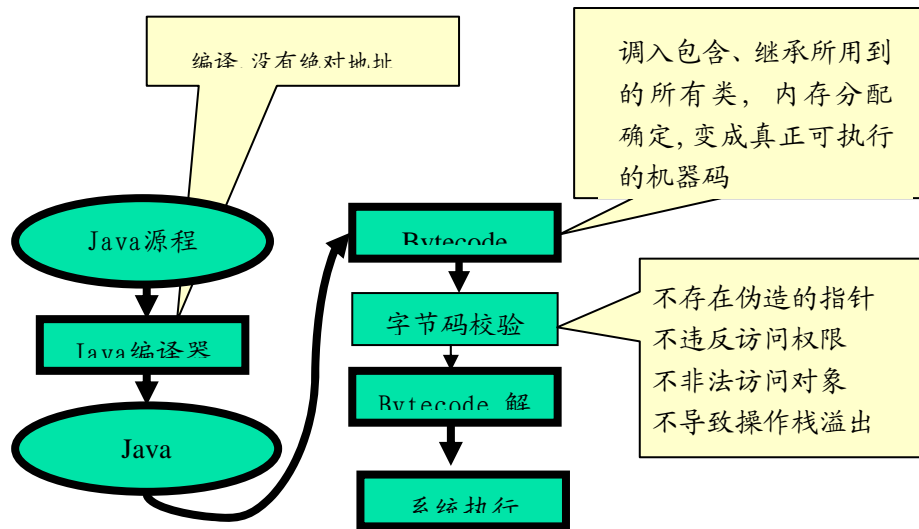 编译,没有绝对地址
调入包含、继承所用到
的所有类, 内存分配
确定,变成真正可执行
的机器码
Java源程
Java编译器
Java
Bytecode
字节码校验
Bytecode 解
系统执行
不存在伪造的指针
不违反访问权限
不非法访问对象
不导致操作栈溢出